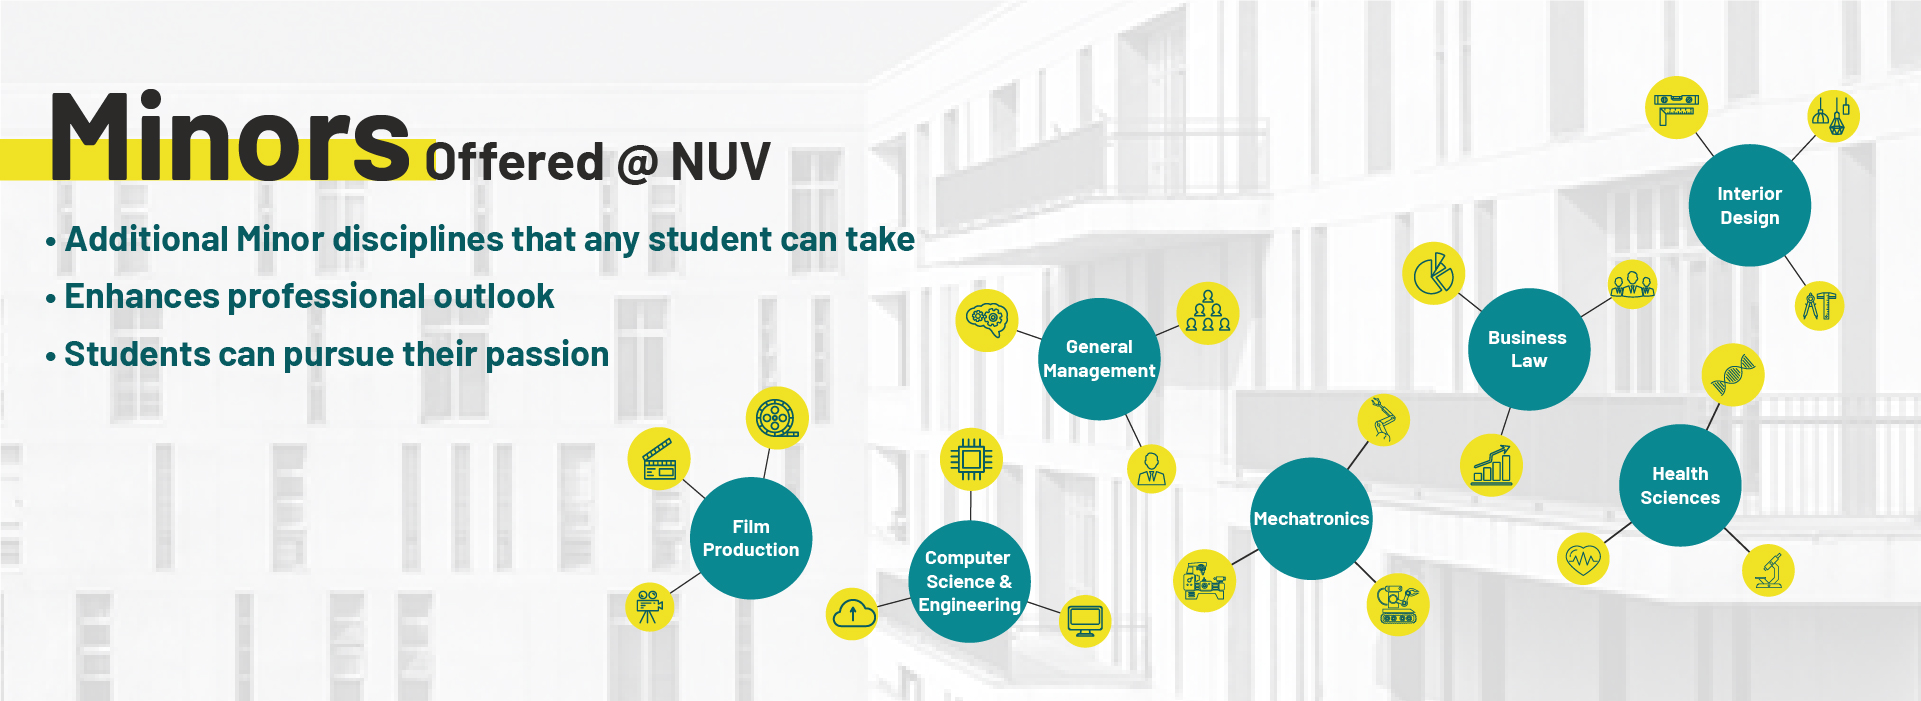 Minors Offered @ NUV
• Additional Minor disciplines that any student can take
• Enhances professional outlook
• Students can pursue their passion
Film
Production
Computer
Science &
Engineering
General
Management
Mechatronics
Business
Law
Health
Sciences
Interior
Design